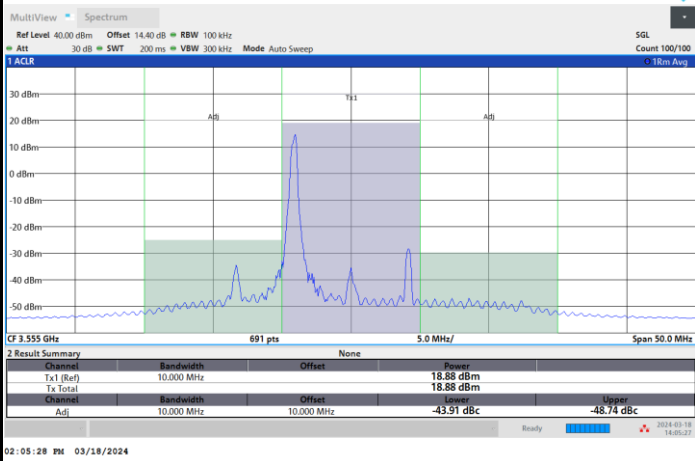 MultiView Spectrum
Ref Level 40.00 dBm Offset 14.40 dB RBW 100 kHz SGL
Att 30 dB SWT 200 ms VBW 300 kHz Mode Auto Sweep Count 100/100
1 ACLR 1Rm Avg
30 dBm
Tx1
20 dBm
Adj Adj
10 dBm
0 dBm
-10 dBm
-20 dBm
-30 dBm
-40 dBm
-50 dBm
CF 3.555 GHz 691 pts 5.0 MHz/ Span 50.0 MHz
2 Result Summary None
Channel Bandwidth Offset Power
Tx1 (Ref) 10.000 MHz 18.88 dBm
Tx Total 18.88 dBm
Channel Bandwidth Offset Lower Upper
Adj 10.000 MHz 10.000 MHz -43.91 dBc -48.74 dBc
Ready 2024-03-18
14:05:27
02:05:28 PM 03/18/2024